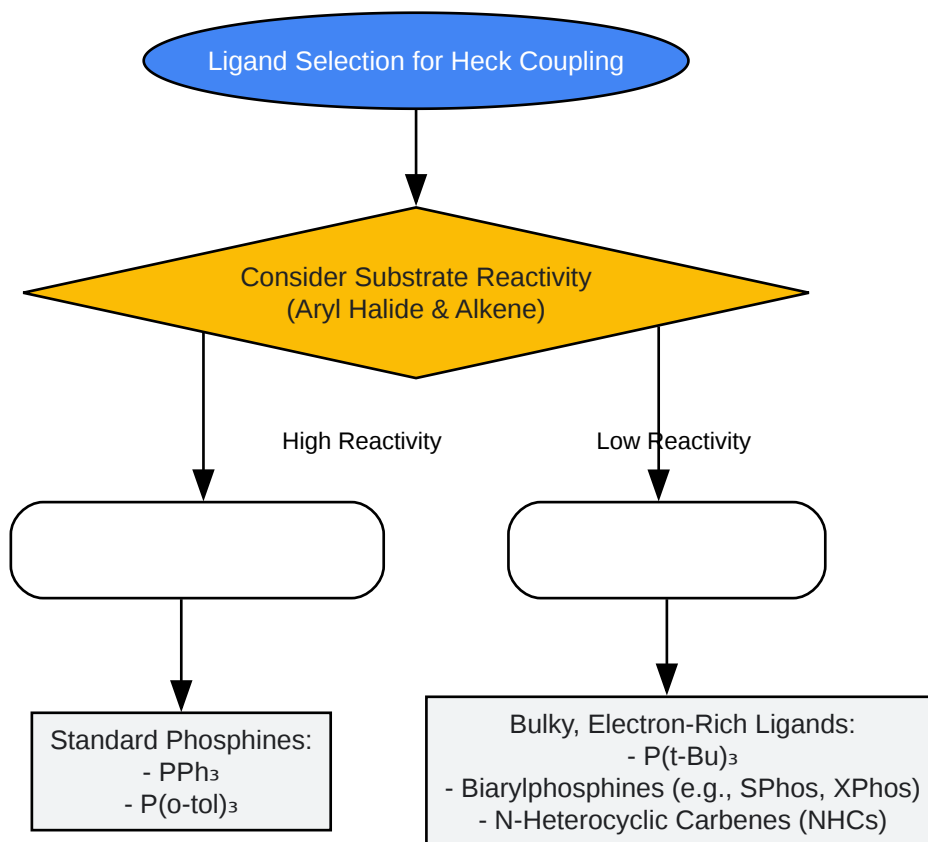 Ligand Selection for Heck Coupling
Consider Substrate Reactivity
(Aryl Halide & Alkene)
High Reactivity
Low Reactivity
Standard Phosphines:
- PPh₃
- P(o-tol)₃
Bulky, Electron-Rich Ligands:
- P(t-Bu)₃
- Biarylphosphines (e.g., SPhos, XPhos)
- N-Heterocyclic Carbenes (NHCs)